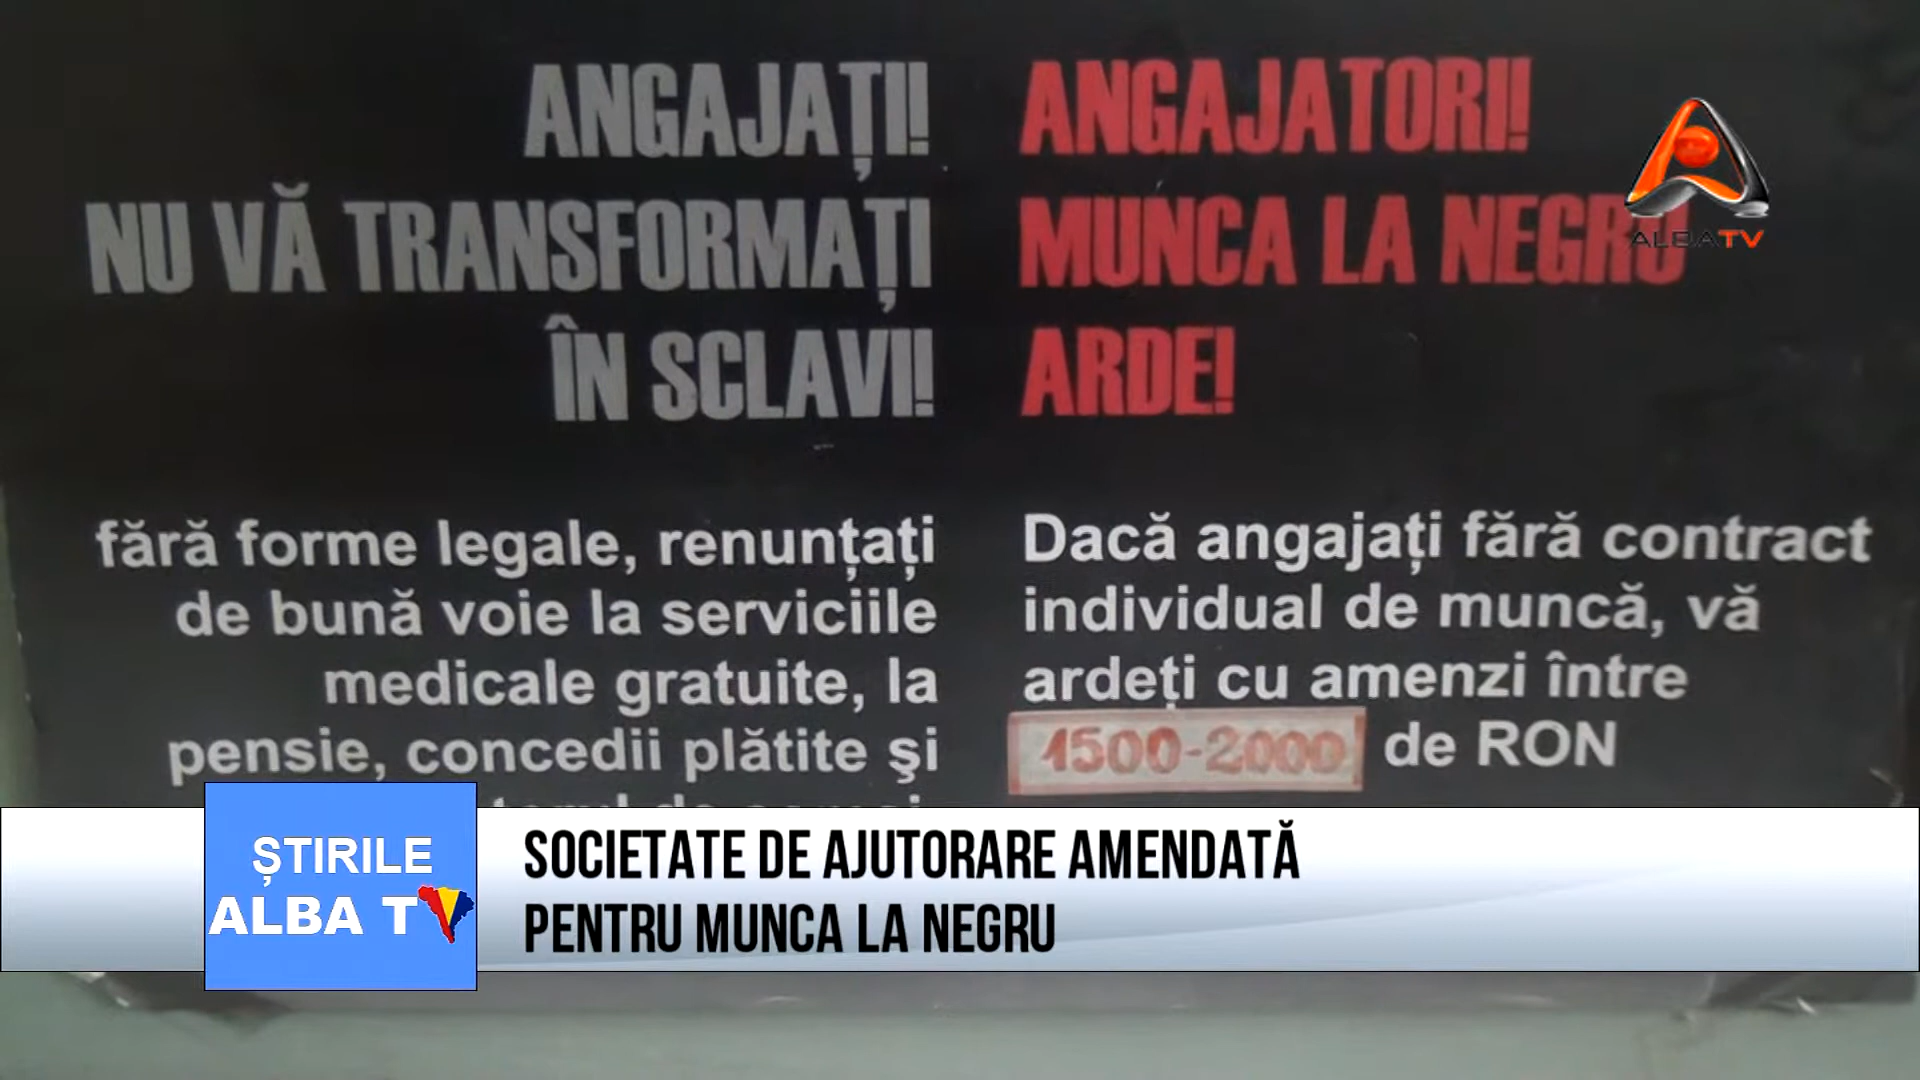 ANGAJAȚI!
NU VĂ TRANSFORMAȚI
ÎN SCLAVI!
fără forme legale, renunțați
de bună voie la serviciile
medicale gratuite, la
pensie, concedii plătite şi
ANGAJATORI!
MUNCA LA NEGRU
ARDE!
Dacă angajați fără contract
individual de muncă, vă
ardeți cu amenzi între
1500-2000 de RON
ALBA TV
ȘTIRILE
ALBA TV
SOCIETATE DE AJUTORARE AMENDATĂ
PENTRU MUNCA LA NEGRU